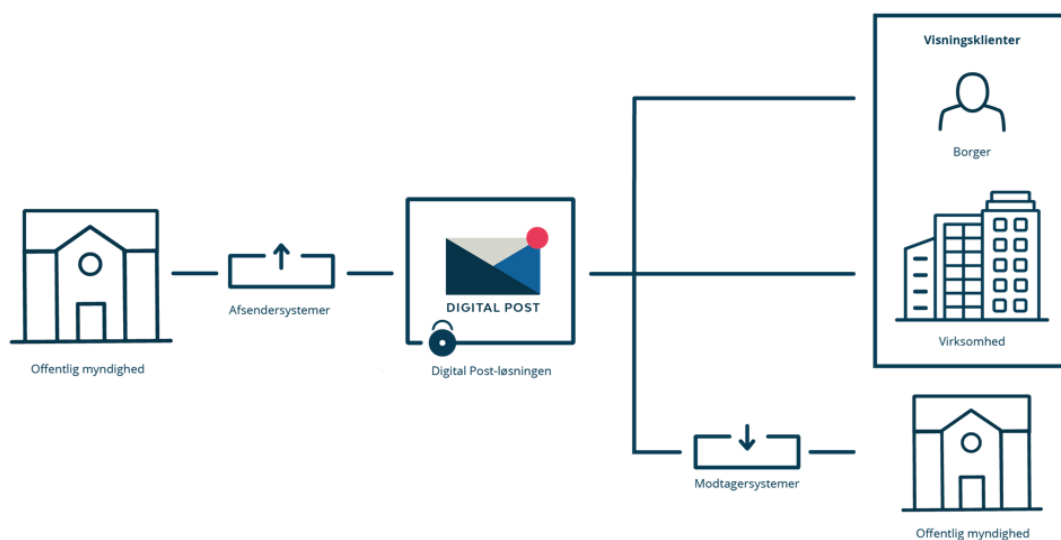 Visningsklienter
Borger
Afsendersystemer
DIGITAL POST
Virksomhed
Offentlig myndighed
Digital Post-løsningen
Modtagersystemer
Offentlig myndighed